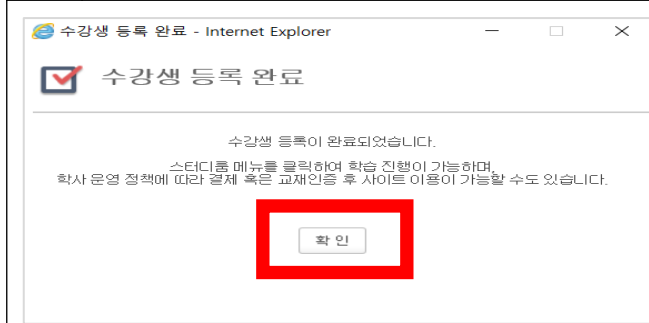 수강생 등록 완료 - Internet Explorer
수강생 등록 완료
수강생 등록이 완료되었습니다.
스터디룸 메뉴를 클릭하여 학습 진행이 가능하며,
학사 운영 정책에 따라 결제 혹은 교재인증 후 사이트 이용이 가능할 수도 있습니다.
확 인